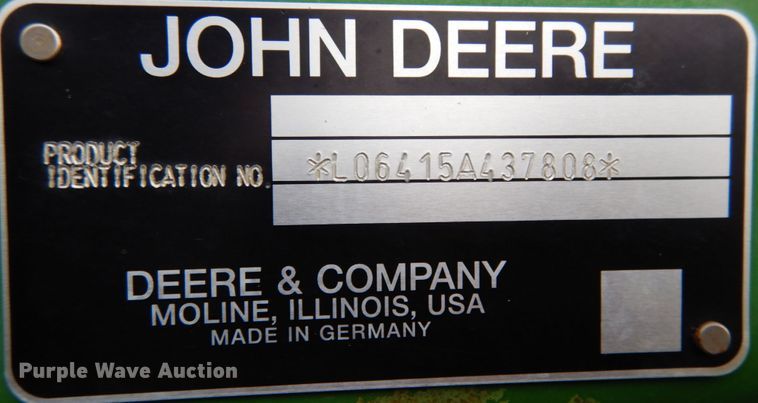 JOHN DEERE
PRODUCT
IDENTIFICATION NO. *L06415A437808*
DEERE & COMPANY
MOLINE, ILLINOIS, USA
MADE IN GERMANY
Purple Wave Auction